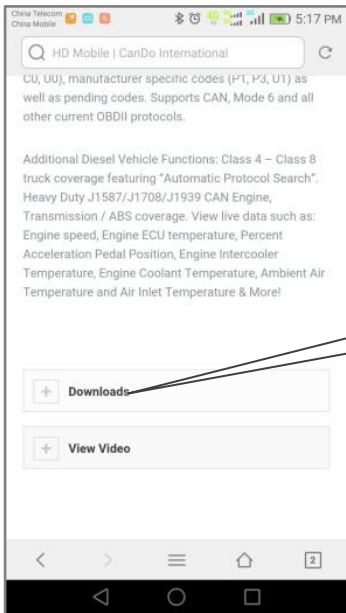 China Telecom
China Mobile
4G
5:17 PM
HD Mobile | CanDo International
C0, U0), manufacturer specific codes (P1, P3, U1) as
well as pending codes. Supports CAN, Mode 6 and all
other current OBDII protocols.
Additional Diesel Vehicle Functions: Class 4 – Class 8
truck coverage featuring "Automatic Protocol Search".
Heavy Duty J1587/J1708/J1939 CAN Engine,
Transmission / ABS coverage. View live data such as:
Engine speed, Engine ECU temperature, Percent
Acceleration Pedal Position, Engine Intercooler
Temperature, Engine Coolant Temperature, Ambient Air
Temperature and Air Inlet Temperature & More!
+ Downloads
+ View Video
2